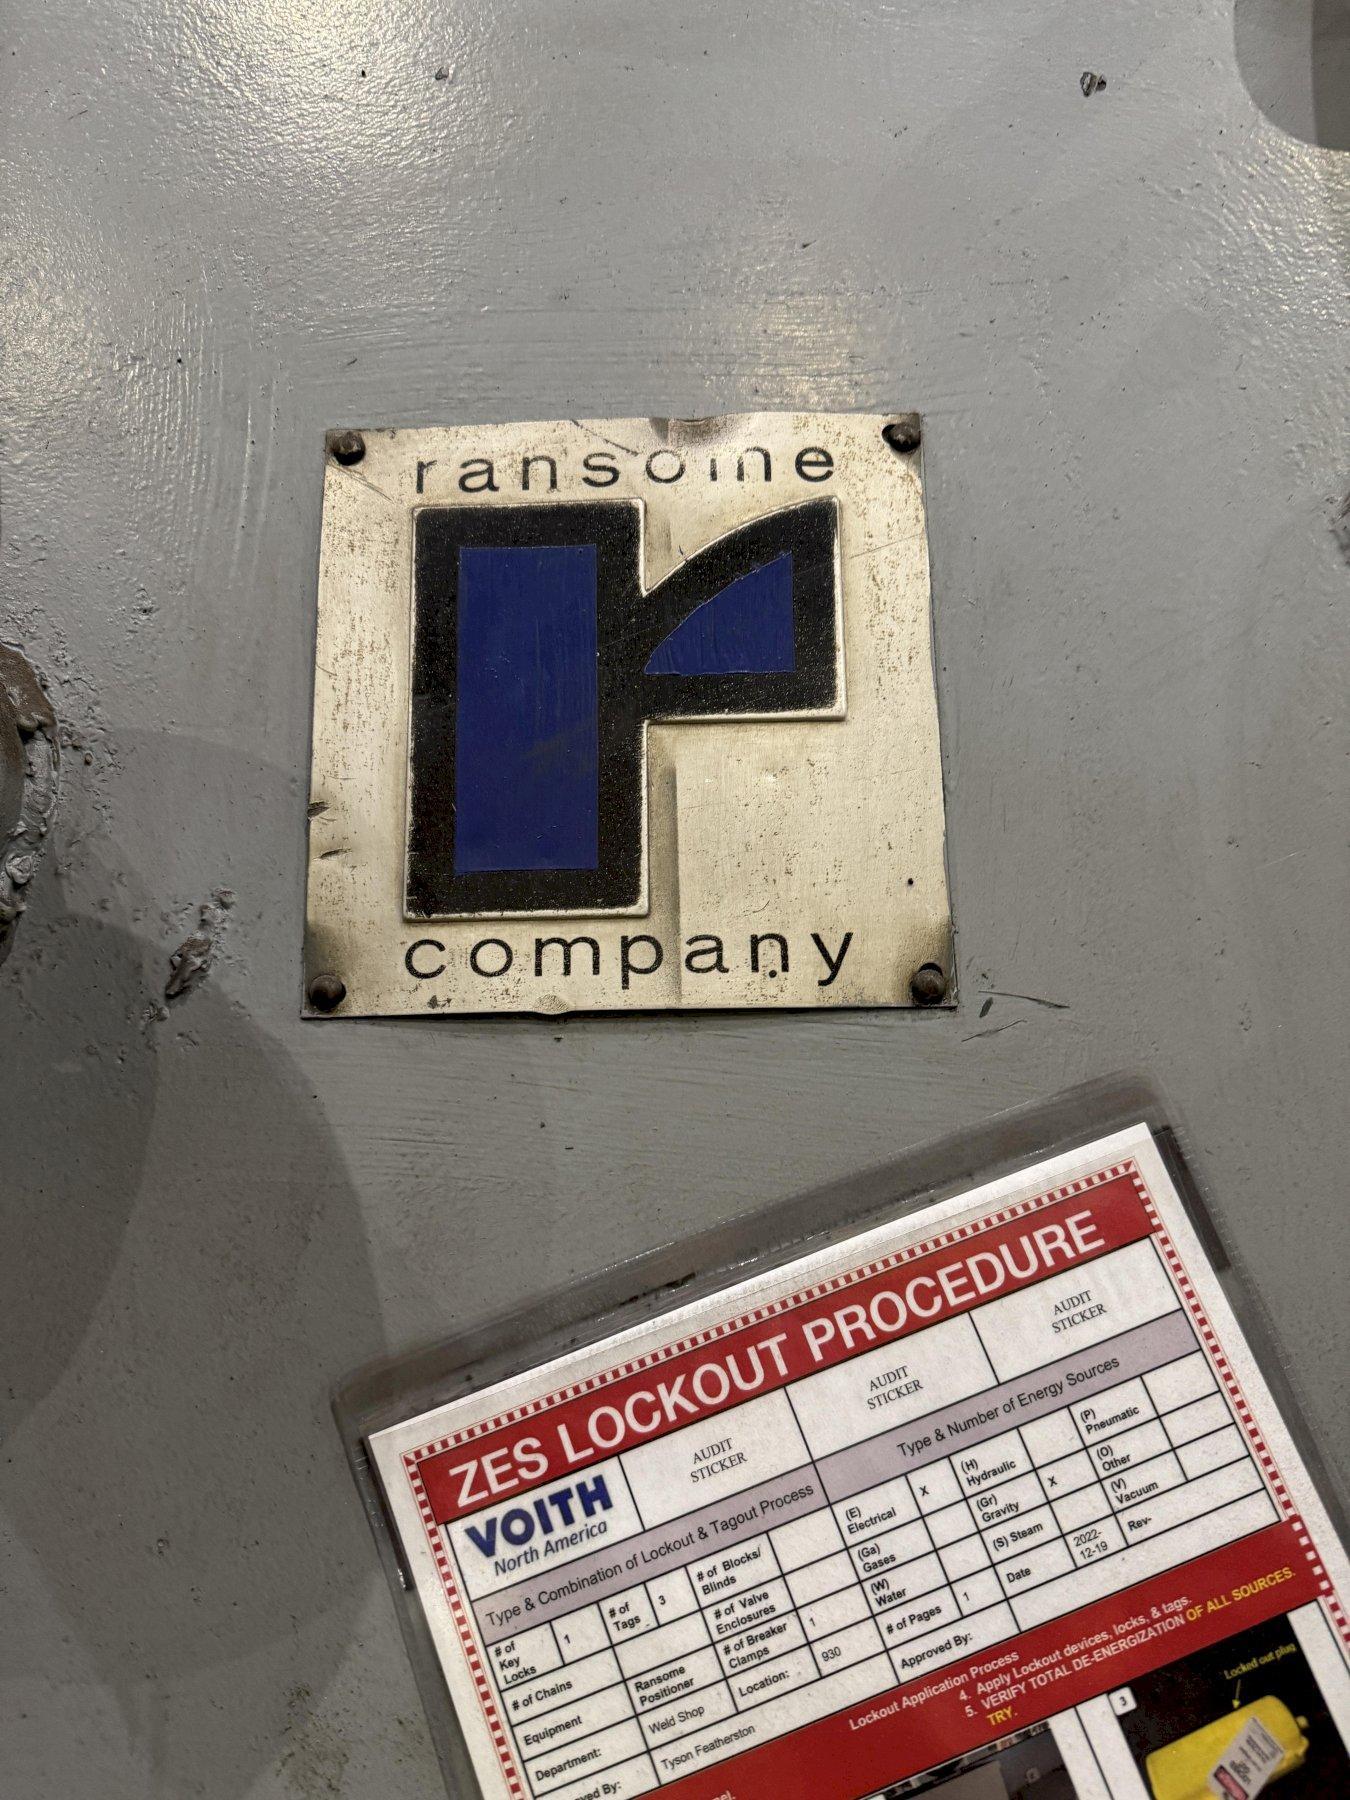 ransome
company
ZES LOCKOUT PROCEDURE
VOITH
North America
AUDIT
STICKER
AUDIT
STICKER
AUDIT
STICKER
Type & Combination of Lockout & Tagout Process
Type & Number of Energy Sources
# of
Key
Locks
1
# of
Tags
3
# of Blocks/
Blinds
(E)
Electrical
X
(H)
Hydraulic
(P)
Pneumatic
# of Chains
# of Valve
Enclosures
(Ga)
Gases
(Gr)
Gravity
X
(O)
Other
# of Breaker
Clamps
1
(W)
Water
(S) Steam
(V)
Vacuum
Equipment
Ransome
Positioner
Location:
930
# of Pages
1
Date
2022-
12-19
Rev-
Department:
Weld Shop
Approved By:
ved By:
Tyson Featherston
Lockout Application Process
4. Apply Lockout devices, locks, & tags.
5. VERIFY TOTAL DE-ENERGIZATION OF ALL SOURCES.
TRY.
3
Locked out plug